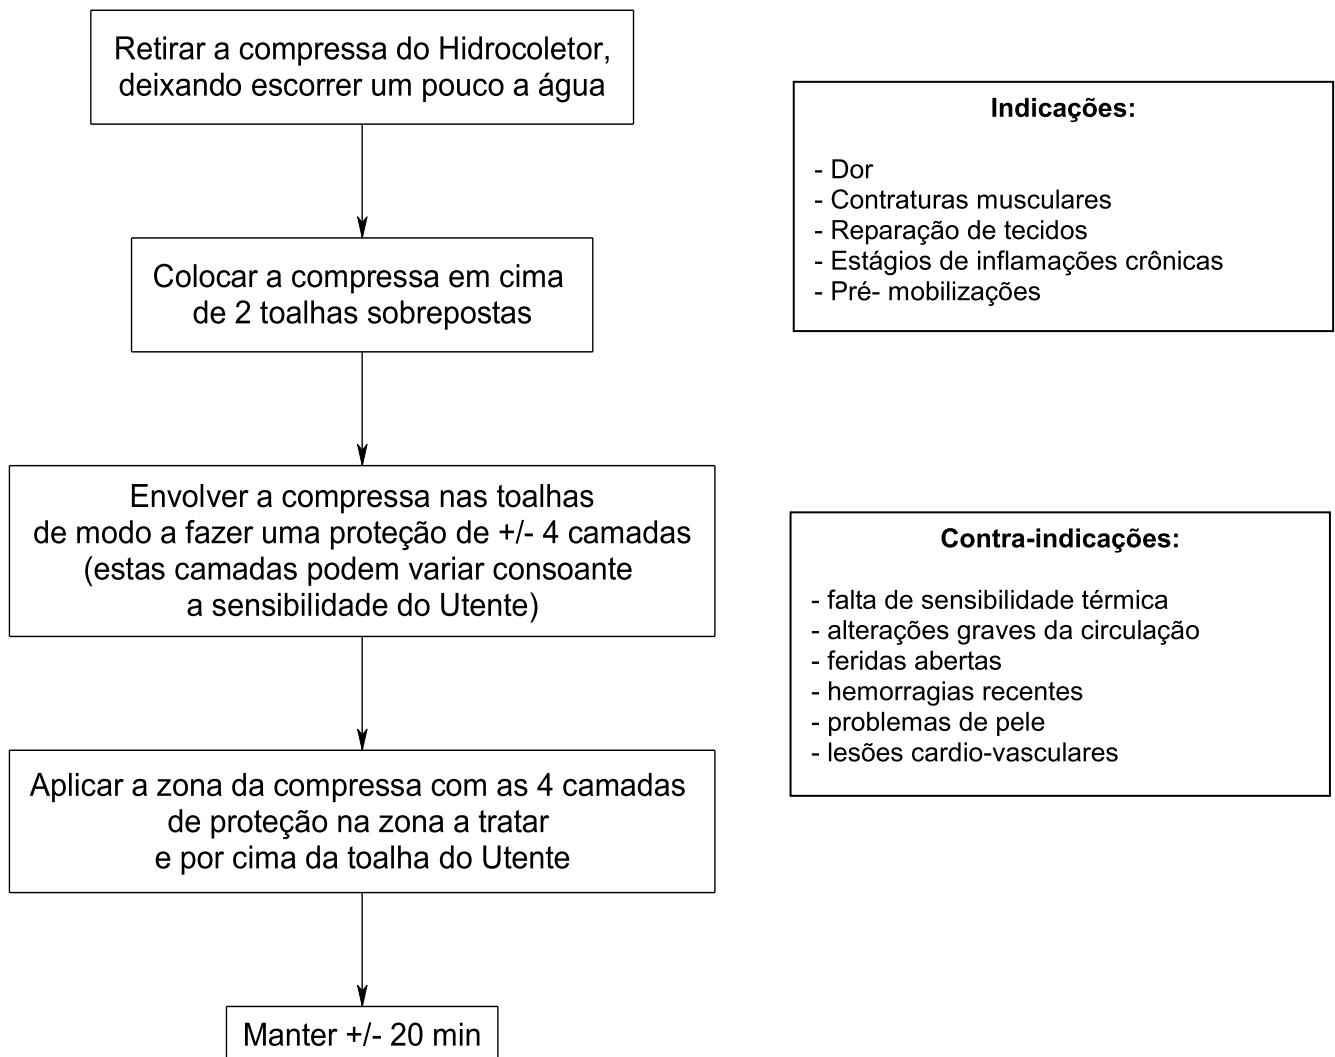 Retirar a compressa do Hidrocoletor,
deixando escorrer um pouco a água
Colocar a compressa em cima
de 2 toalhas sobrepostas
Envolver a compressa nas toalhas
de modo a fazer uma proteção de +/- 4 camadas
(estas camadas podem variar consoante
a sensibilidade do Utente)
Aplicar a zona da compressa com as 4 camadas
de proteção na zona a tratar
e por cima da toalha do Utente
Manter +/- 20 min
Indicações:
- Dor
- Contraturas musculares
- Reparação de tecidos
- Estágios de inflamações crônicas
- Pré- mobilizações
Contra-indicações:
- falta de sensibilidade térmica
- alterações graves da circulação
- feridas abertas
- hemorragias recentes
- problemas de pele
- lesões cardio-vasculares